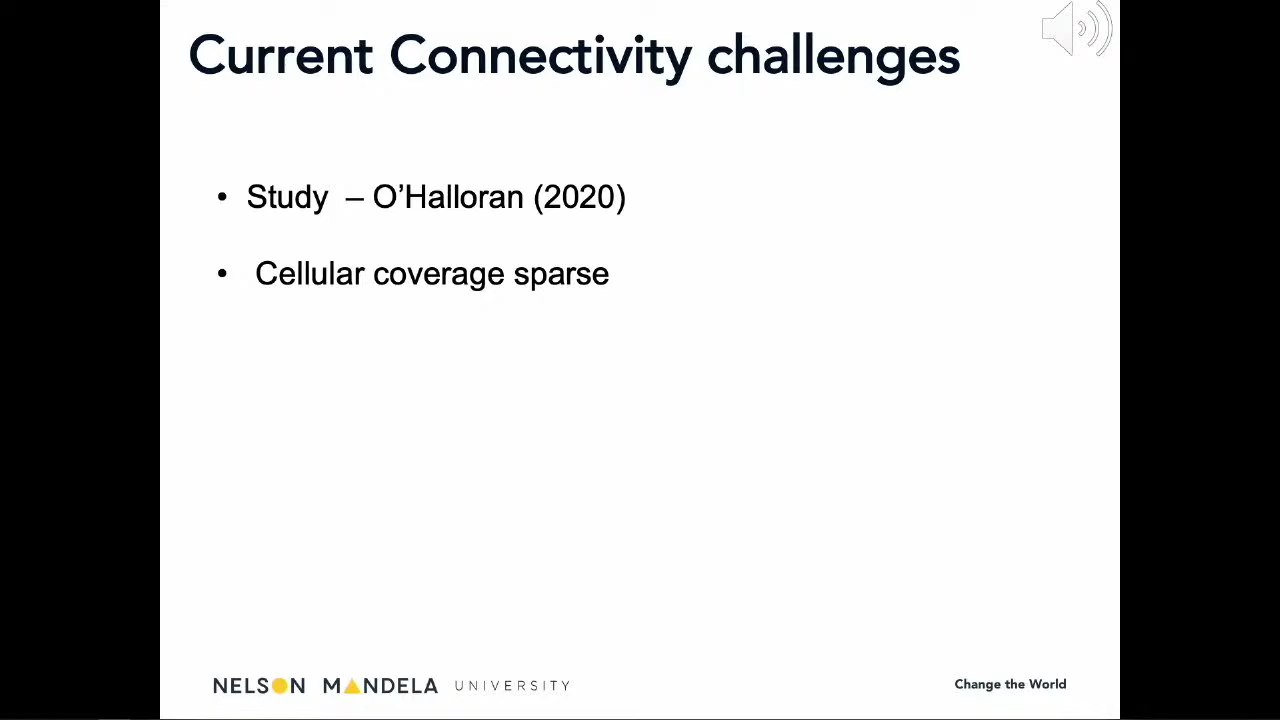 Current Connectivity challenges
• Study – O’Halloran (2020)
• Cellular coverage sparse
NELSON MANDELA UNIVERSITY
Change the World